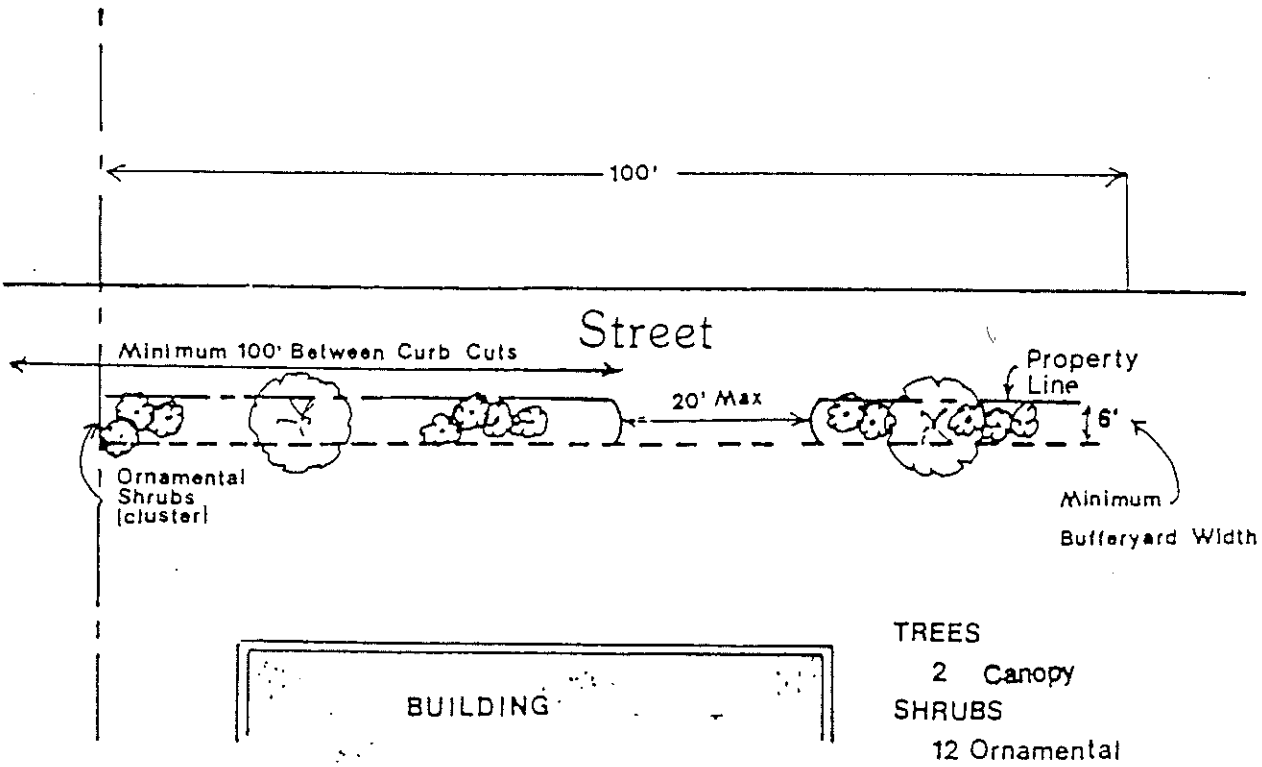 100'
Street
Minimum 100' Between Curb Cuts
Property
Line
20' Max
6'
Ornamental
Shrubs
(cluster)
Minimum
Bufferyard Width
TREES
2 Canopy
SHRUBS
12 Ornamental
BUILDING